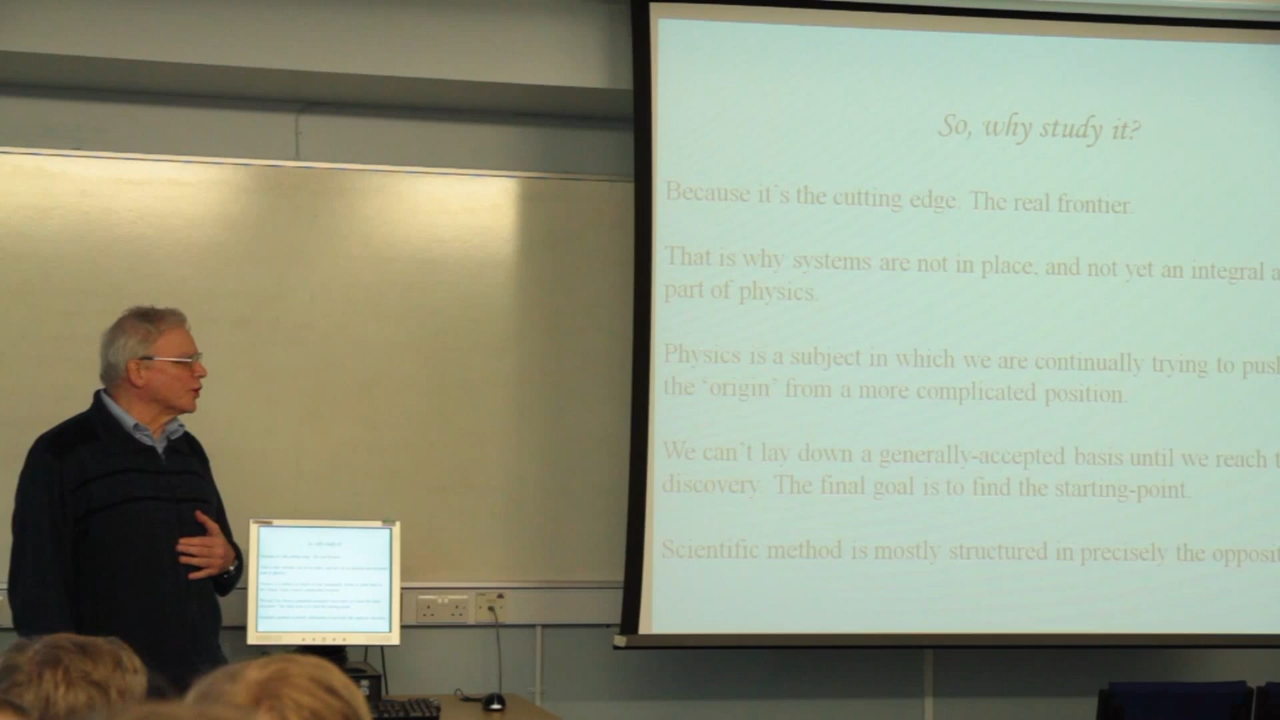 So, why study it?
Because it's the cutting edge. The real frontier.
That is why systems are not in place, and not yet an integral
part of physics.
Physics is a subject in which we are continually trying to
the 'origin' from a more complicated position.
We can't lay down a generally-accepted basis until we reach
discovery. The final goal is to find the starting-point.
Scientific method is mostly structured in precisely the